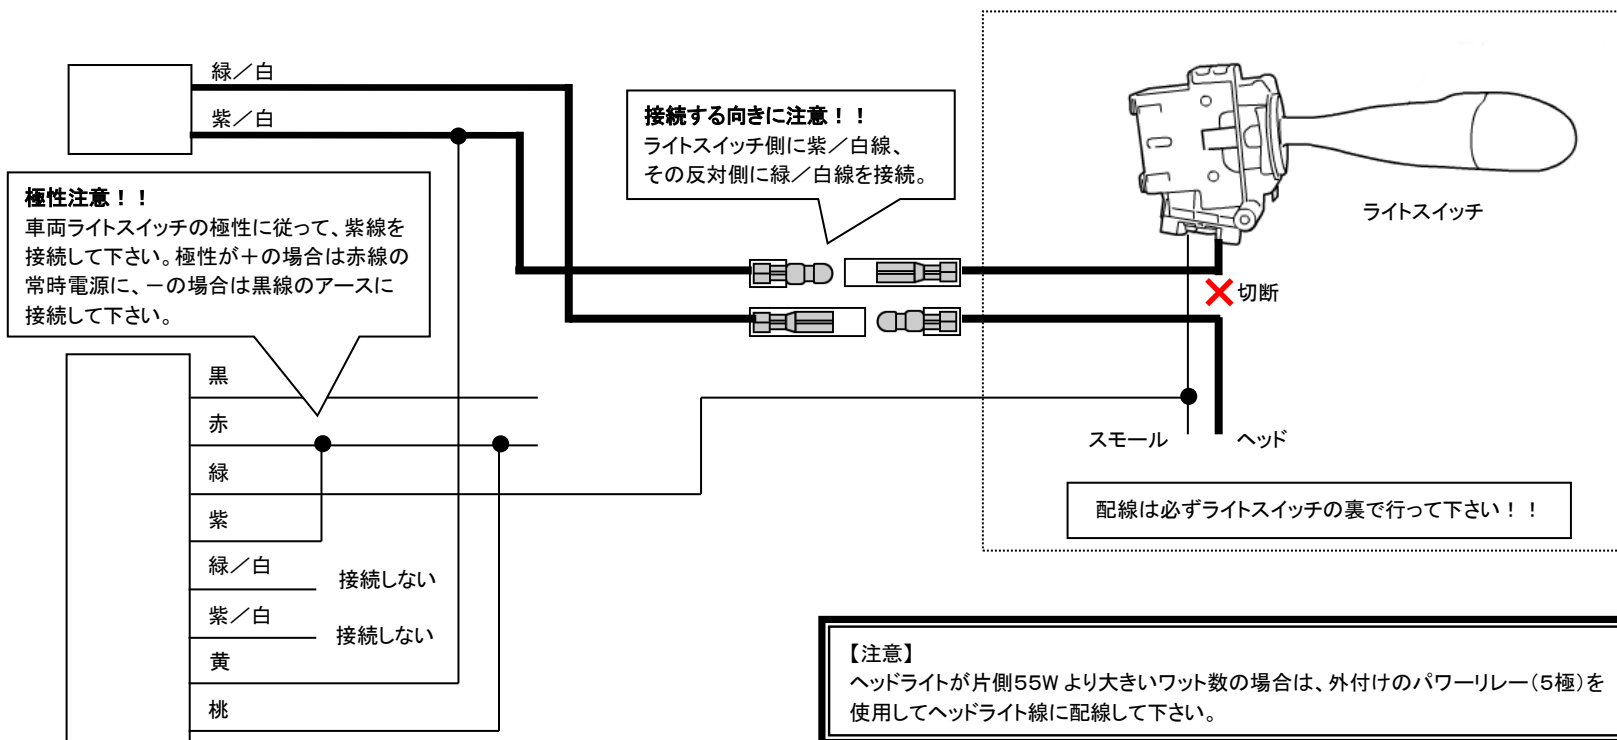 緑／白
紫／白
接続する向きに注意！！
ライトスイッチ側に紫／白線、
その反対側に緑／白線を接続。
極性注意！！
車両ライトスイッチの極性に従って、紫線を
接続して下さい。極性が＋の場合は赤線の
常時電源に、－の場合は黒線のアースに
接続して下さい。
ライトスイッチ
切断
黒
赤
緑
紫
緑／白
接続しない
紫／白
接続しない
黄
桃
スモール
ヘッド
配線は必ずライトスイッチの裏で行って下さい！！
【注意】
ヘッドライトが片側55Wより大きいワット数の場合は、外付けのパワーリレー（5極）を
使用してヘッドライト線に配線して下さい。